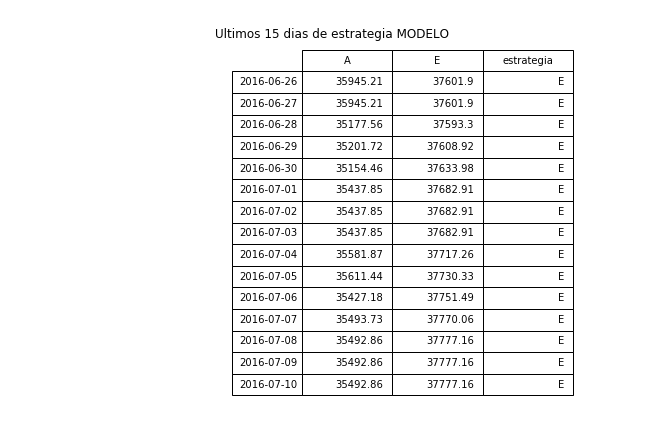 Ultimos 15 dias de estrategia MODELO
A E estrategia
2016-06-26 35945.21 37601.9 E
2016-06-27 35945.21 37601.9 E
2016-06-28 35177.56 37593.3 E
2016-06-29 35201.72 37608.92 E
2016-06-30 35154.46 37633.98 E
2016-07-01 35437.85 37682.91 E
2016-07-02 35437.85 37682.91 E
2016-07-03 35437.85 37682.91 E
2016-07-04 35581.87 37717.26 E
2016-07-05 35611.44 37730.33 E
2016-07-06 35427.18 37751.49 E
2016-07-07 35493.73 37770.06 E
2016-07-08 35492.86 37777.16 E
2016-07-09 35492.86 37777.16 E
2016-07-10 35492.86 37777.16 E